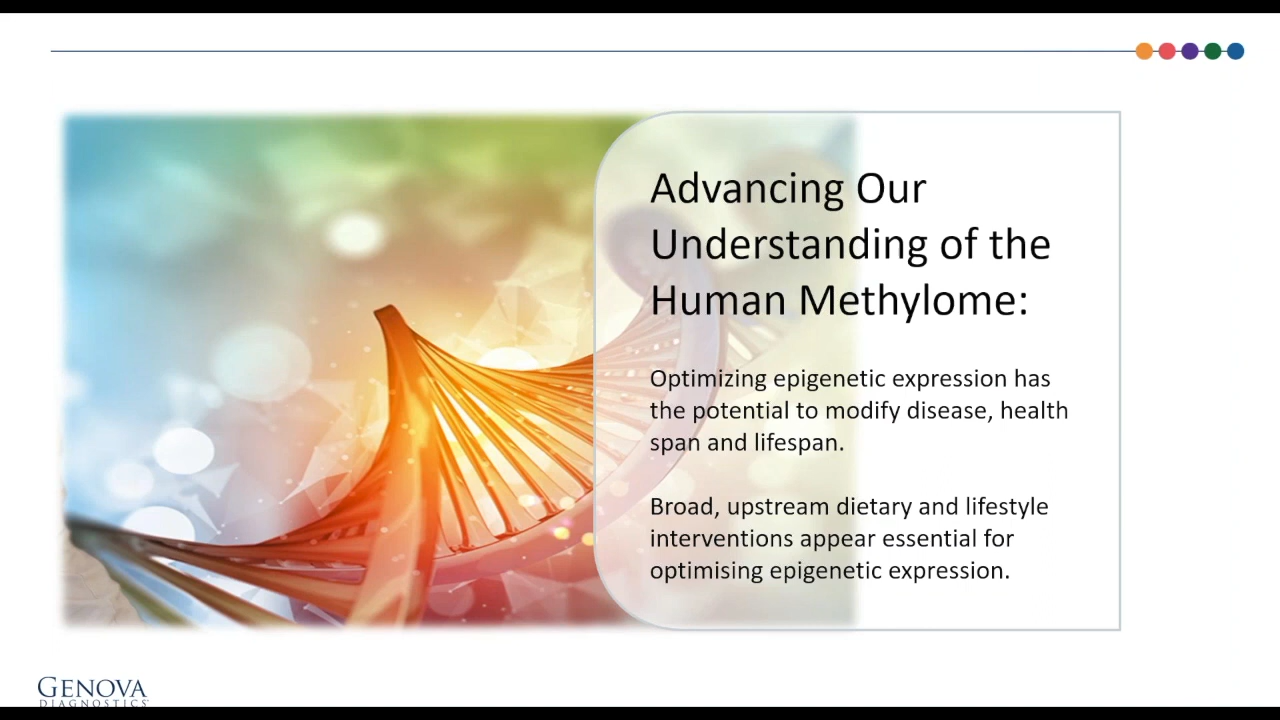 Advancing Our
Understanding of the
Human Methylome:
Optimizing epigenetic expression has
the potential to modify disease, health
span and lifespan.
Broad, upstream dietary and lifestyle
interventions appear essential for
optimising epigenetic expression.
GENOVA
DIAGNOSTICS